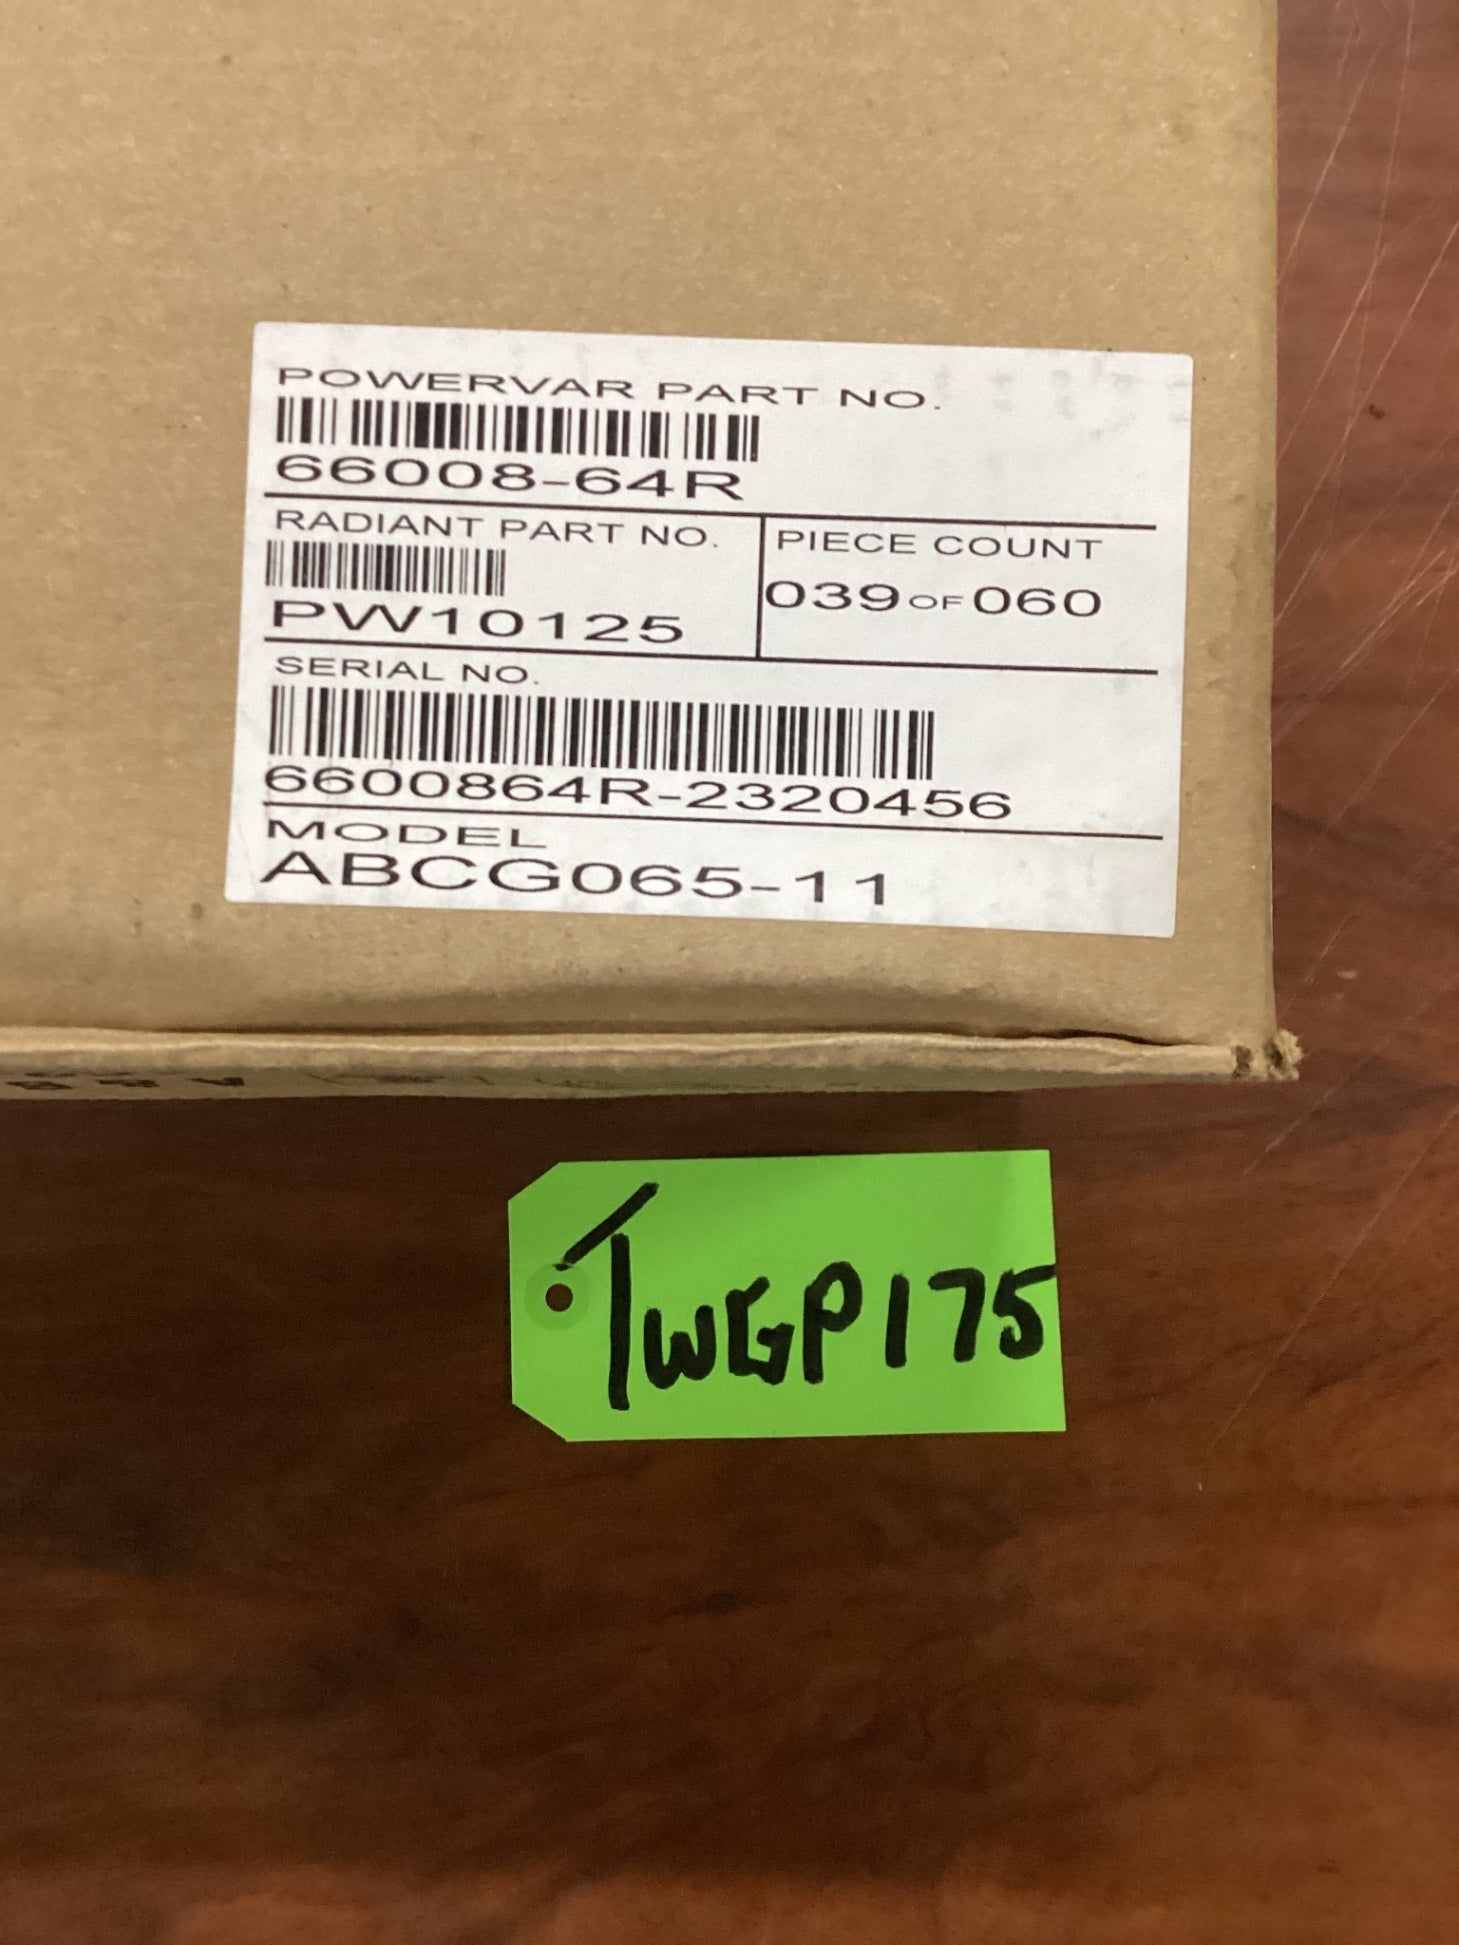 POWERVAR PART NO.
66008-64R
RADIANT PART NO.
PW10125
PIECE COUNT
039 OF 060
SERIAL NO.
6600864R-2320456
MODEL
ABCG065-11
TWGP175